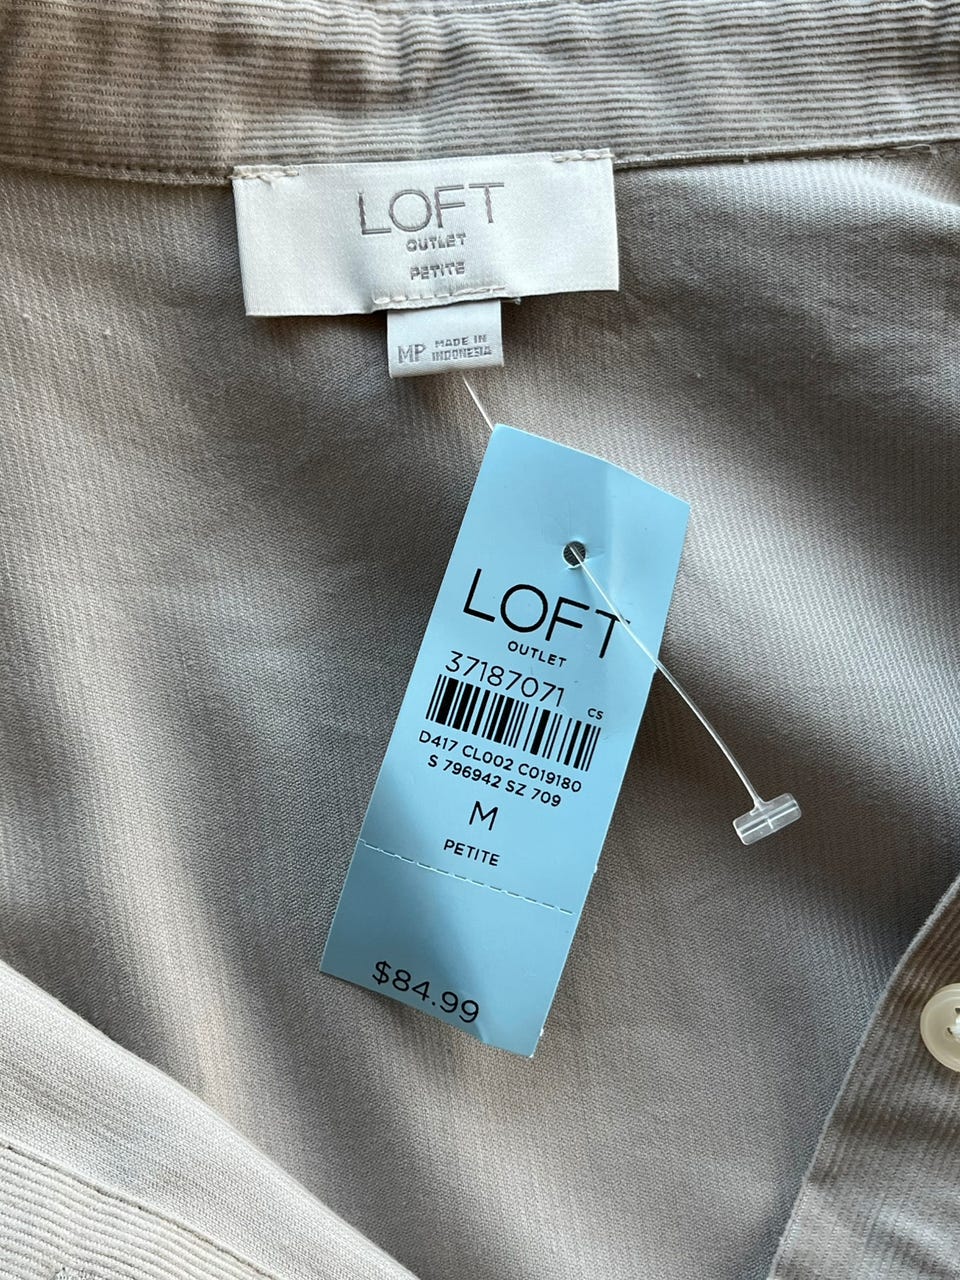 LOFT
OUTLET
PETITE
MP MADE IN
INDONESIA
LOFT
OUTLET
37187071 CS
D417 CL002 C019180
S 796942 SZ 709
M
PETITE
$84.99